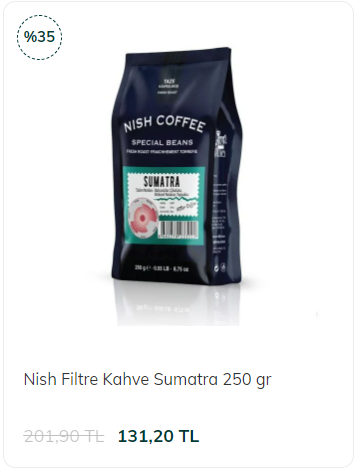 %35
TAZE
NISH COFFEE
SPECIAL BEANS
SUMATRA
250 g
Nish Filtre Kahve Sumatra 250 gr
201,90 TL 131,20 TL